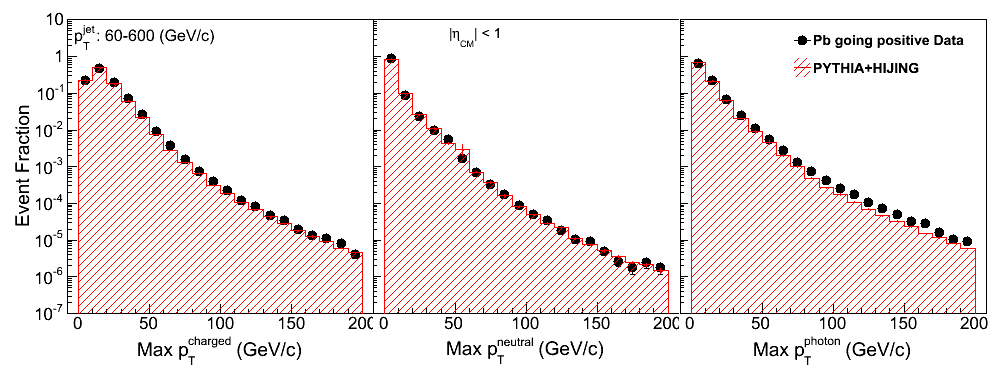 p_T^jet: 60-600 (GeV/c)
|η_CM| < 1
Pb going positive Data
PYTHIA+HIJING
Event Fraction
10
1
10^-1
10^-2
10^-3
10^-4
10^-5
10^-6
10^-7
0 50 100 150 200
0 50 100 150 200
0 50 100 150 200
Max p_T^charged (GeV/c)
Max p_T^neutral (GeV/c)
Max p_T^photon (GeV/c)